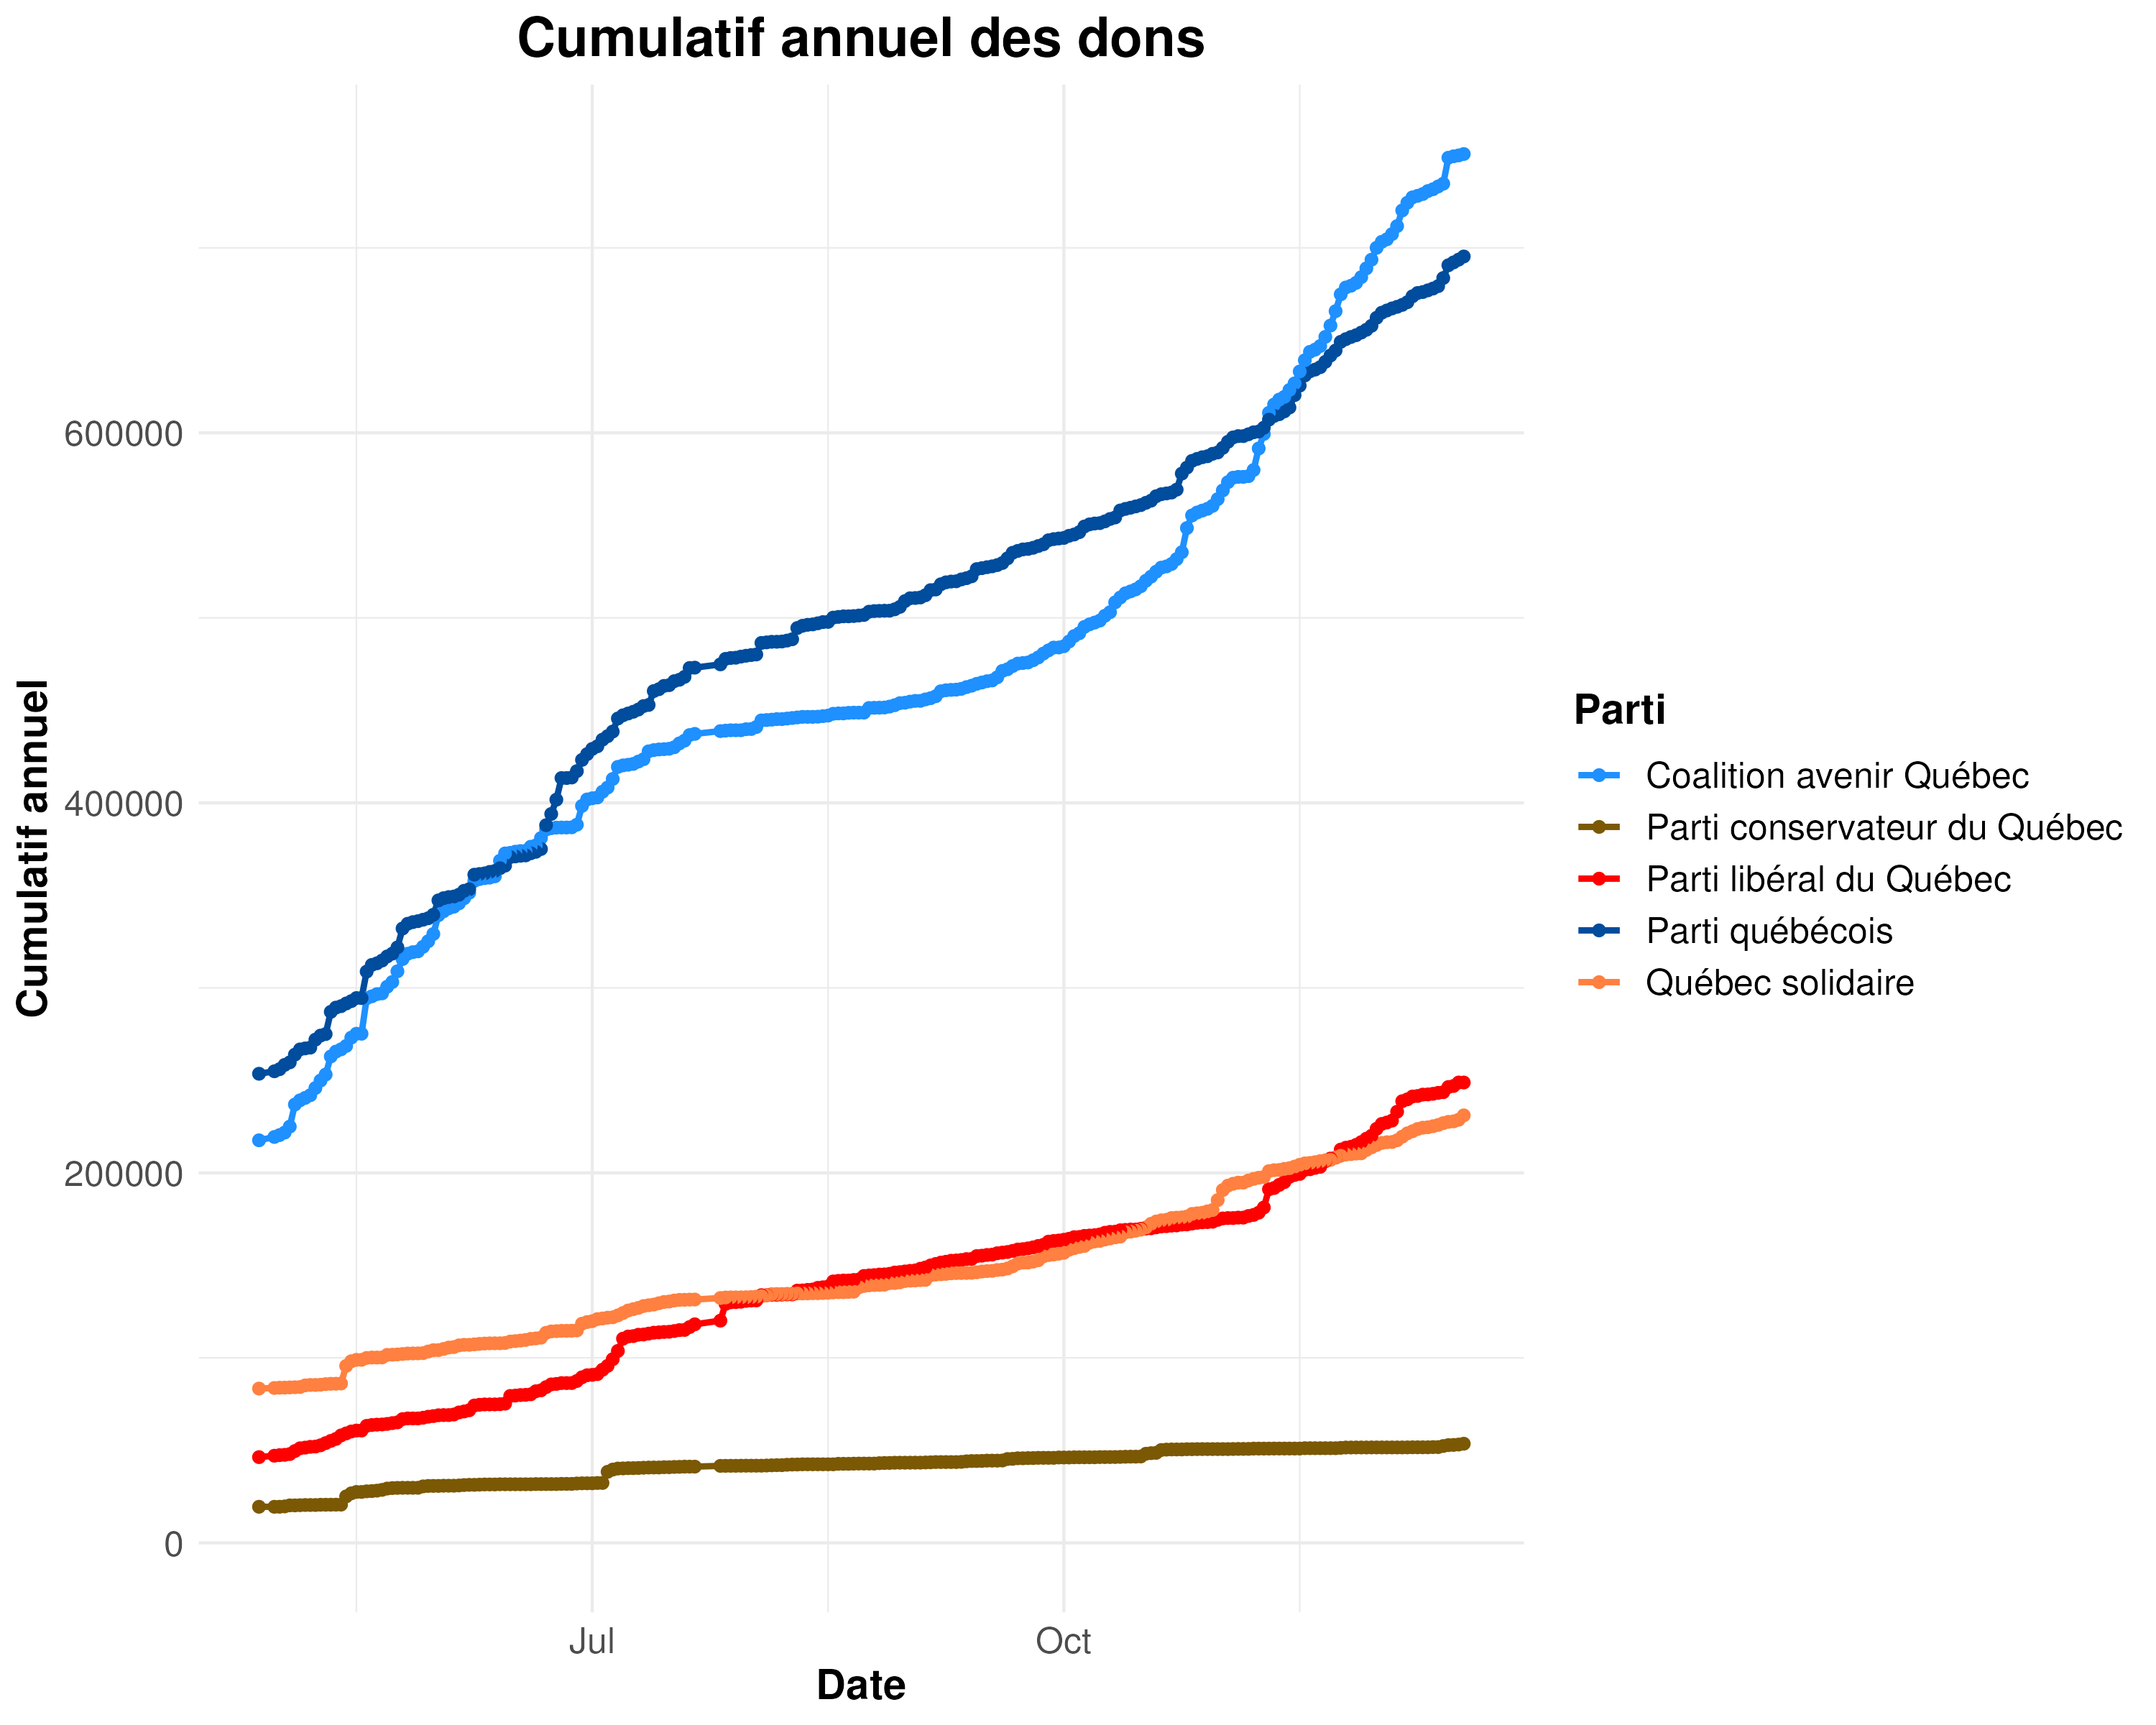 Cumulatif annuel des dons
Cumulatif annuel
600000
400000
200000
0
Jul
Oct
Date
Parti
Coalition avenir Québec
Parti conservateur du Québec
Parti libéral du Québec
Parti québécois
Québec solidaire